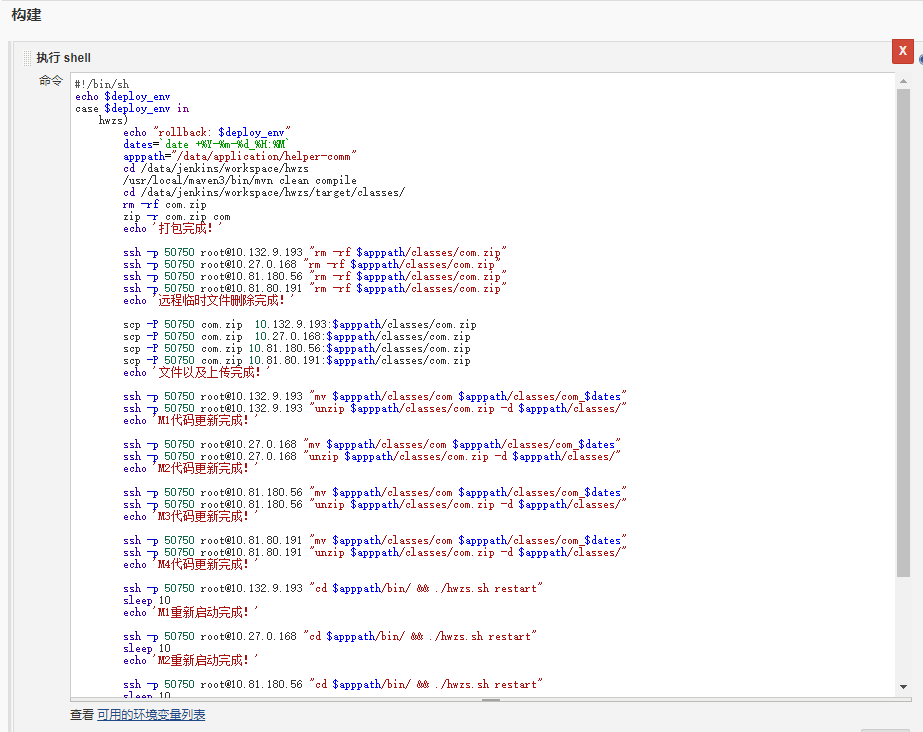 构建
执行 shell
X
命令
#!/bin/sh
echo $deploy_env
case $deploy_env in
hwzs)
echo "rollback: $deploy_env"
dates=`date +%Y-%m-%d_%H:%M`
apppath="/data/application/helper-comm"
cd /data/jenkins/workspace/hwzs
/usr/local/maven3/bin/mvn clean compile
cd /data/jenkins/workspace/hwzs/target/classes/
rm -rf com.zip
zip -r com.zip com
echo '打包完成！'
ssh -p 50750 root@10.132.9.193 "rm -rf $apppath/classes/com.zip"
ssh -p 50750 root@10.27.0.168 "rm -rf $apppath/classes/com.zip"
ssh -p 50750 root@10.81.180.56 "rm -rf $apppath/classes/com.zip"
ssh -p 50750 root@10.81.80.191 "rm -rf $apppath/classes/com.zip"
echo '远程临时文件删除完成！'
scp -P 50750 com.zip  10.132.9.193:$apppath/classes/com.zip
scp -P 50750 com.zip  10.27.0.168:$apppath/classes/com.zip
scp -P 50750 com.zip 10.81.180.56:$apppath/classes/com.zip
scp -P 50750 com.zip 10.81.80.191:$apppath/classes/com.zip
echo '文件以及上传完成！'
ssh -p 50750 root@10.132.9.193 "mv $apppath/classes/com $apppath/classes/com_$dates"
ssh -p 50750 root@10.132.9.193 "unzip $apppath/classes/com.zip -d $apppath/classes/"
echo 'M1代码更新完成！'
ssh -p 50750 root@10.27.0.168 "mv $apppath/classes/com $apppath/classes/com_$dates"
ssh -p 50750 root@10.27.0.168 "unzip $apppath/classes/com.zip -d $apppath/classes/"
echo 'M2代码更新完成！'
ssh -p 50750 root@10.81.180.56 "mv $apppath/classes/com $apppath/classes/com_$dates"
ssh -p 50750 root@10.81.180.56 "unzip $apppath/classes/com.zip -d $apppath/classes/"
echo 'M3代码更新完成！'
ssh -p 50750 root@10.81.80.191 "mv $apppath/classes/com $apppath/classes/com_$dates"
ssh -p 50750 root@10.81.80.191 "unzip $apppath/classes/com.zip -d $apppath/classes/"
echo 'M4代码更新完成！'
ssh -p 50750 root@10.132.9.193 "cd $apppath/bin/ && ./hwzs.sh restart"
sleep 10
echo 'M1重新启动完成！'
ssh -p 50750 root@10.27.0.168 "cd $apppath/bin/ && ./hwzs.sh restart"
sleep 10
echo 'M2重新启动完成！'
ssh -p 50750 root@10.81.180.56 "cd $apppath/bin/ && ./hwzs.sh restart"
sleep 10
查看 可用的环境变量列表